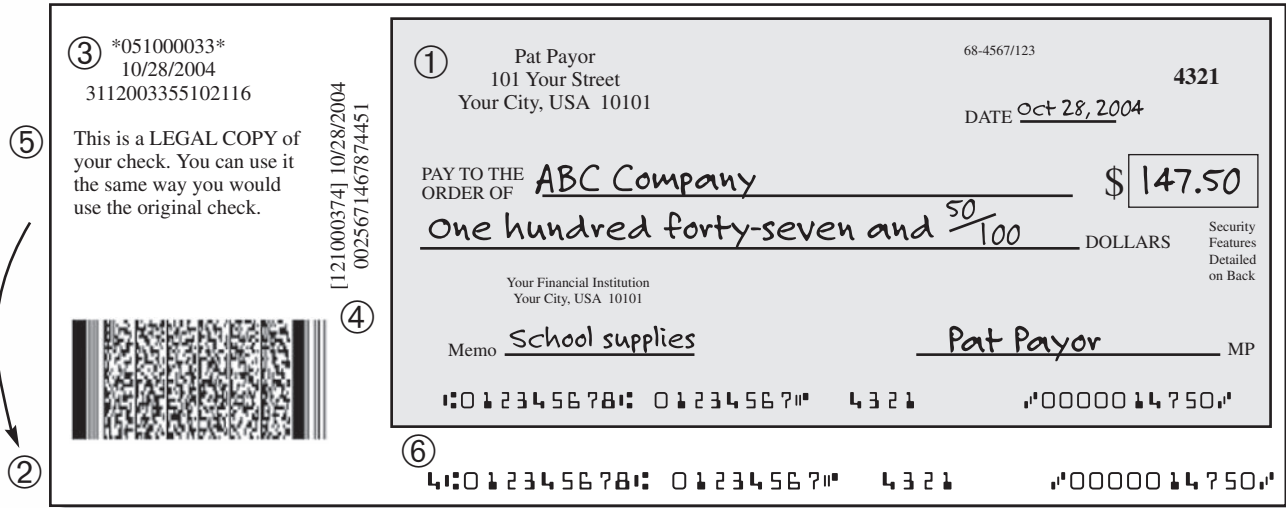 ③ *051000033*
10/28/2004
3112003355102116
⑤
This is a LEGAL COPY of
your check. You can use it
the same way you would
use the original check.
②
[121000374] 10/28/2004
0025671467874451
④
① Pat Payor
101 Your Street
Your City, USA 10101
68-4567/123
4321
DATE Oct 28, 2004
PAY TO THE
ORDER OF ABC Company $ 147.50
One hundred forty-seven and 50/100 DOLLARS
Security
Features
Detailed
on Back
Your Financial Institution
Your City, USA 10101
Memo School supplies Pat Payor MP
⑆012345678⑆ 01234567⑈ 4321 ⑇0000014750⑇
⑥
4⑆012345678⑆ 01234567⑈ 4321 ⑇0000014750⑇